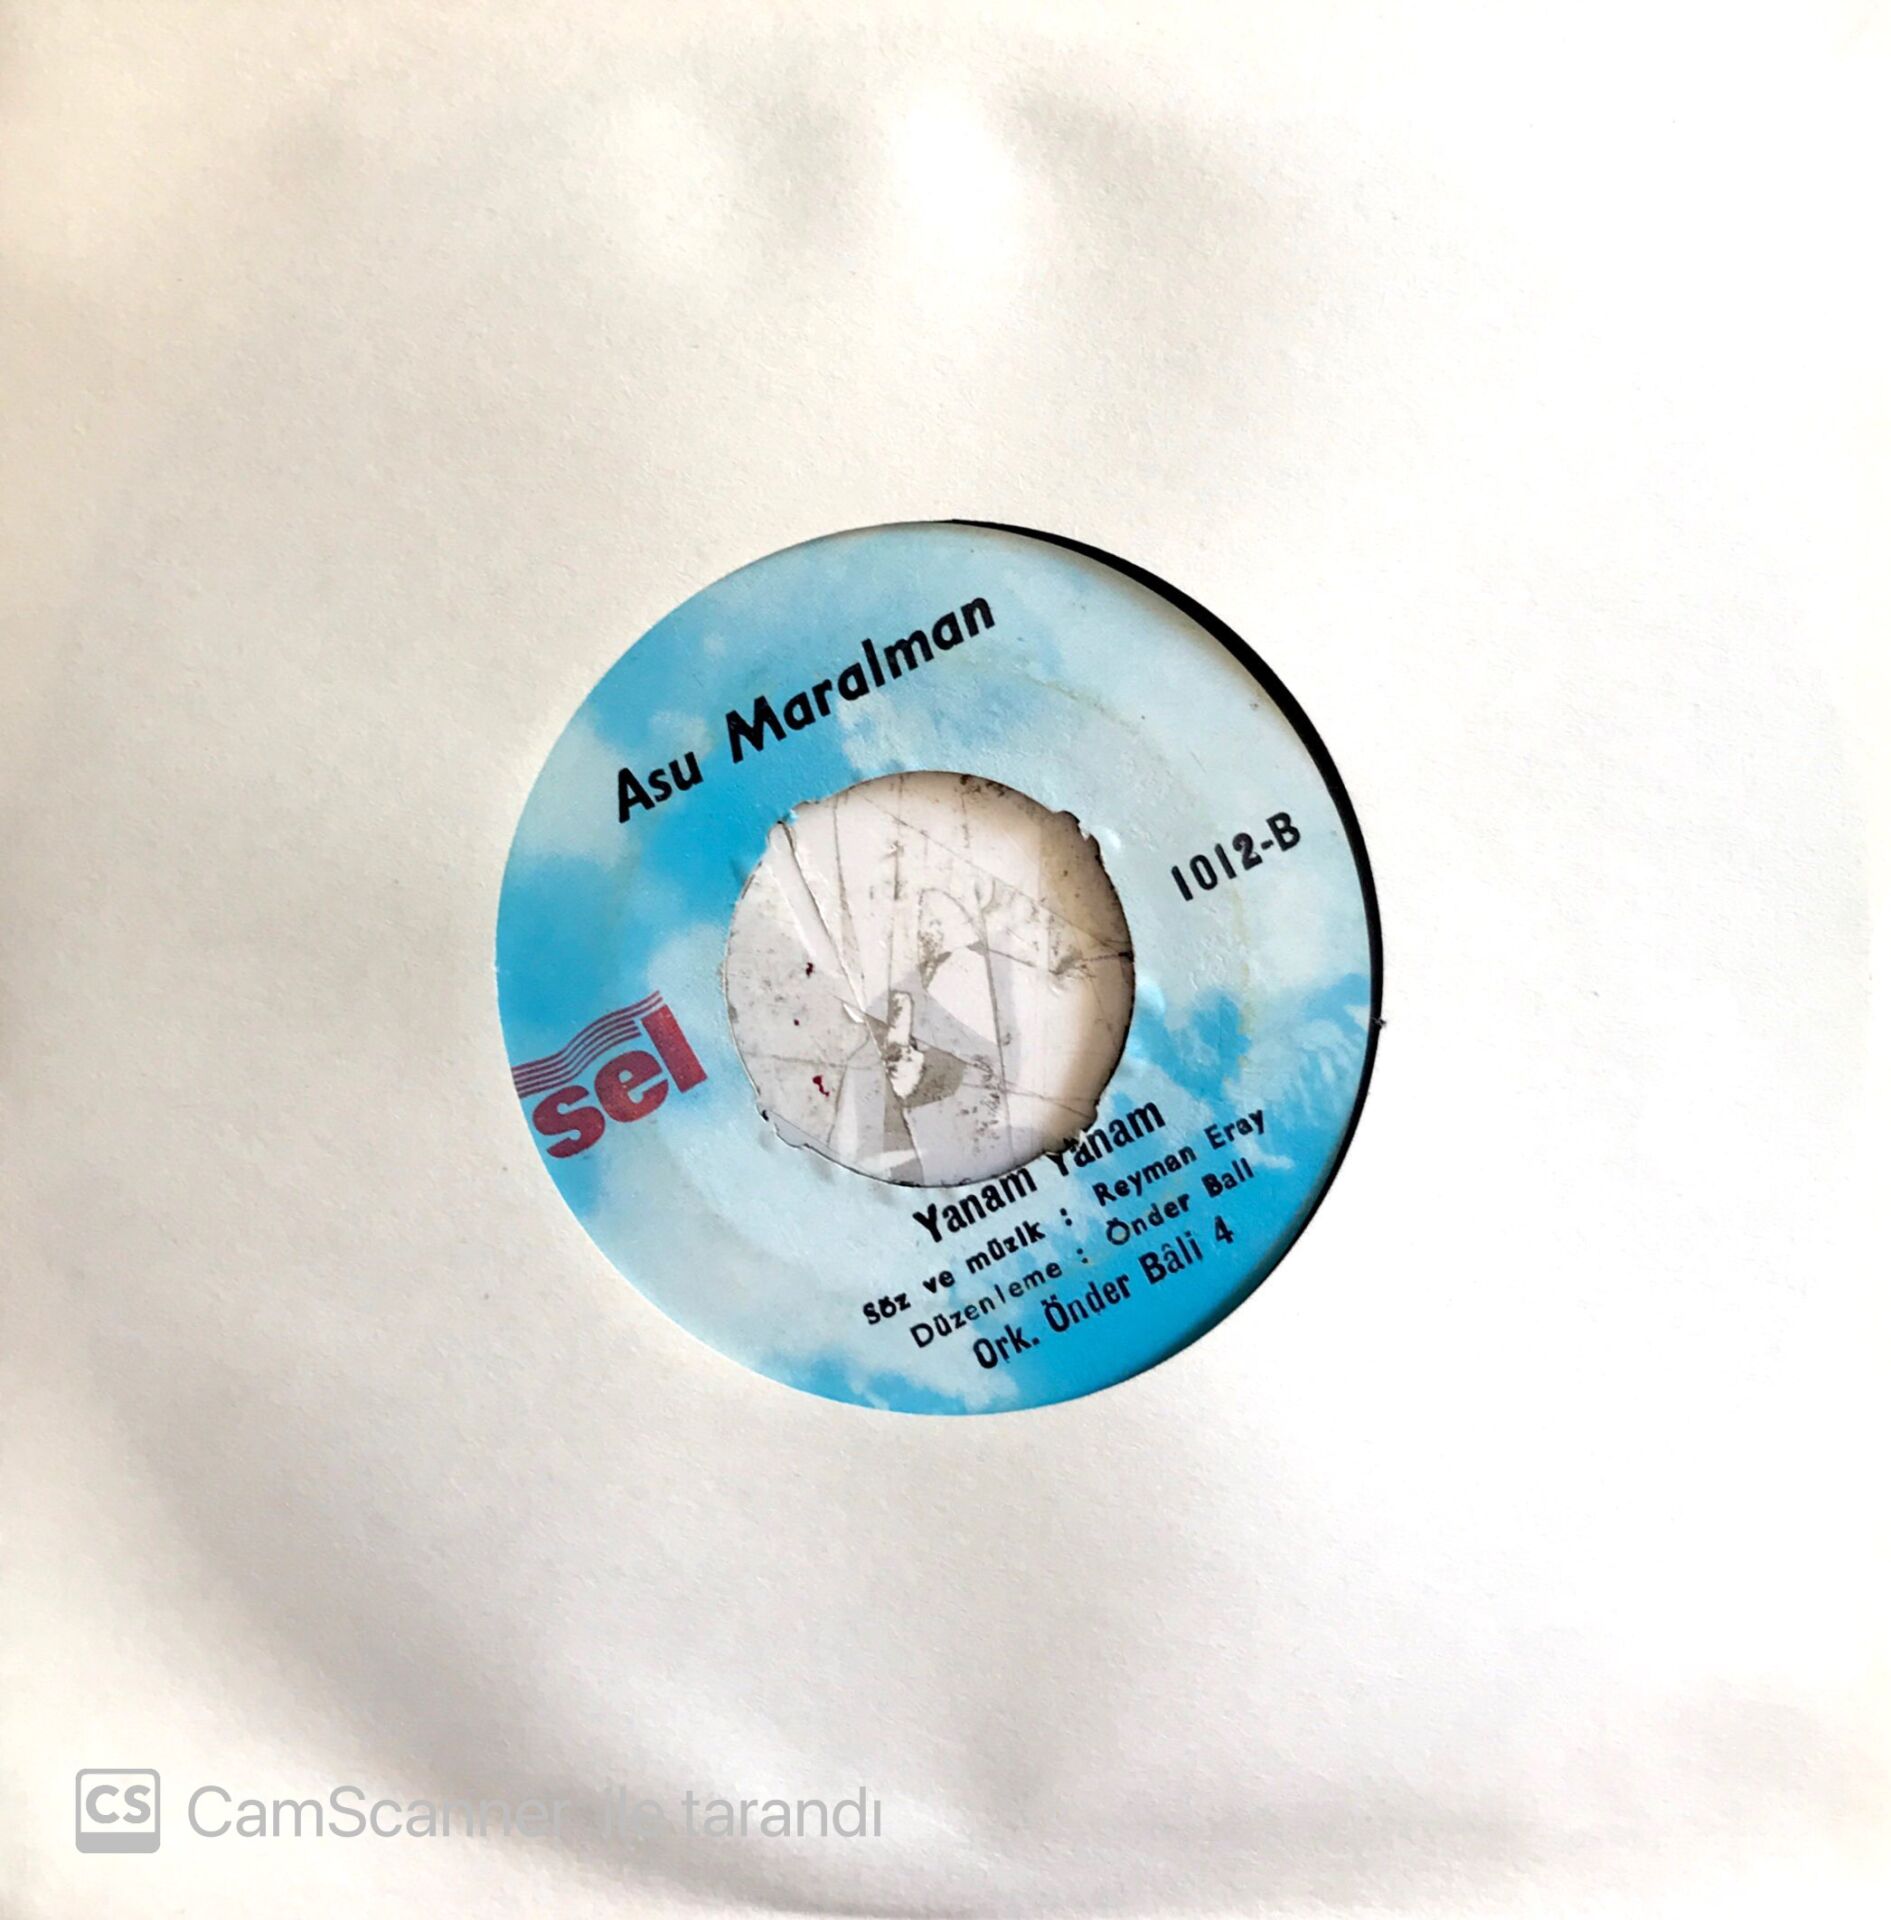 Asu Maralman
1012-B
sel
Yanam Yanam
Söz ve müzik : Reyman Eray
Düzenleme : Önder Bali
Ork. Önder Bâli 4
CS CamScanner ile tarandı